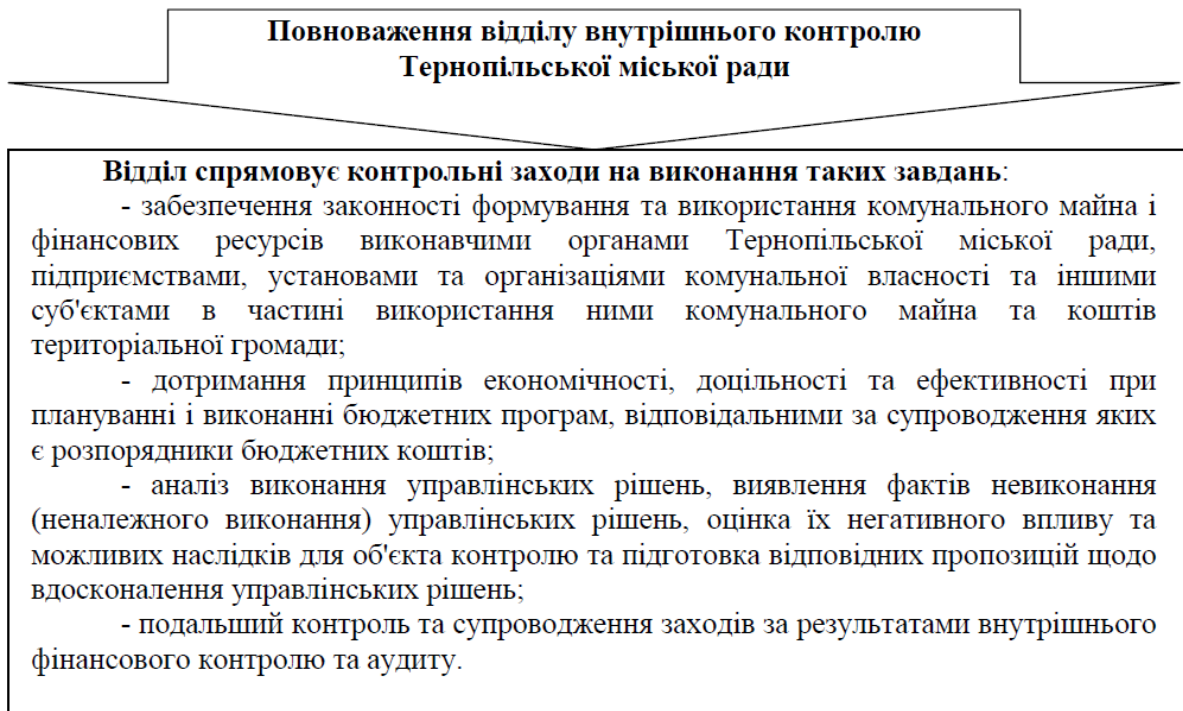 Повноваження відділу внутрішнього контролю
Тернопільської міської ради
Відділ спрямовує контрольні заходи на виконання таких завдань:
- забезпечення законності формування та використання комунального майна і
фінансових ресурсів виконавчими органами Тернопільської міської ради,
підприємствами, установами та організаціями комунальної власності та іншими
суб'єктами в частині використання ними комунального майна та коштів
територіальної громади;
- дотримання принципів економічності, доцільності та ефективності при
плануванні і виконанні бюджетних програм, відповідальними за супроводження яких
є розпорядники бюджетних коштів;
- аналіз виконання управлінських рішень, виявлення фактів невиконання
(неналежного виконання) управлінських рішень, оцінка їх негативного впливу та
можливих наслідків для об'єкта контролю та підготовка відповідних пропозицій щодо
вдосконалення управлінських рішень;
- подальший контроль та супроводження заходів за результатами внутрішнього
фінансового контролю та аудиту.